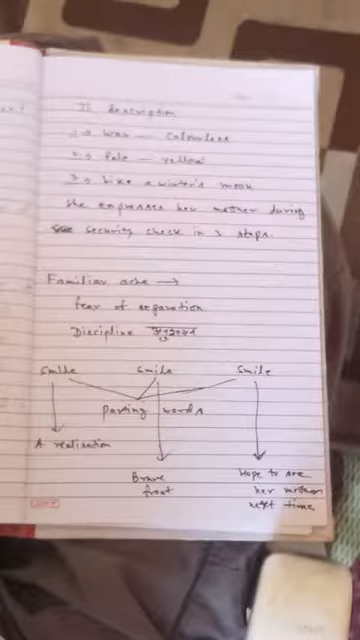 II description
1 → Wan — Colourless
2 → Pale — yellow
3 → Like a winter's moon
She expresses her mother during
security check in 3 steps.
Familiar ache →
fear of separation
Discipline
Smile Smile Smile
parting words
A realisation
Brave
front
Hope to see
her mother
next time